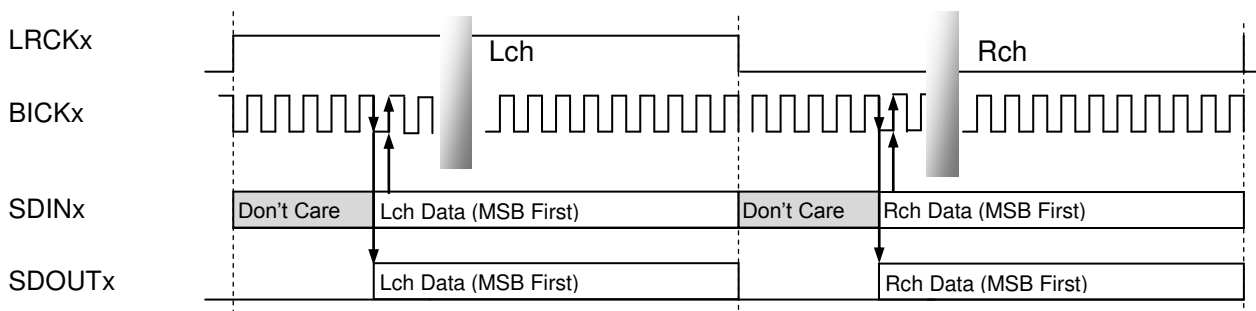 LRCKx
Lch
Rch
BICKx
SDINx
Don't Care
Lch Data (MSB First)
Don't Care
Rch Data (MSB First)
SDOUTx
Lch Data (MSB First)
Rch Data (MSB First)